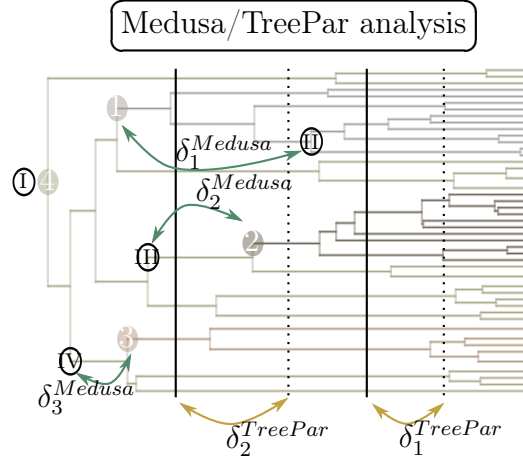 Medusa/TreePar analysis
1
II
δ₁^Medusa
I
4
δ₂^Medusa
2
III
3
IV
δ₃^Medusa
δ₂^TreePar
δ₁^TreePar